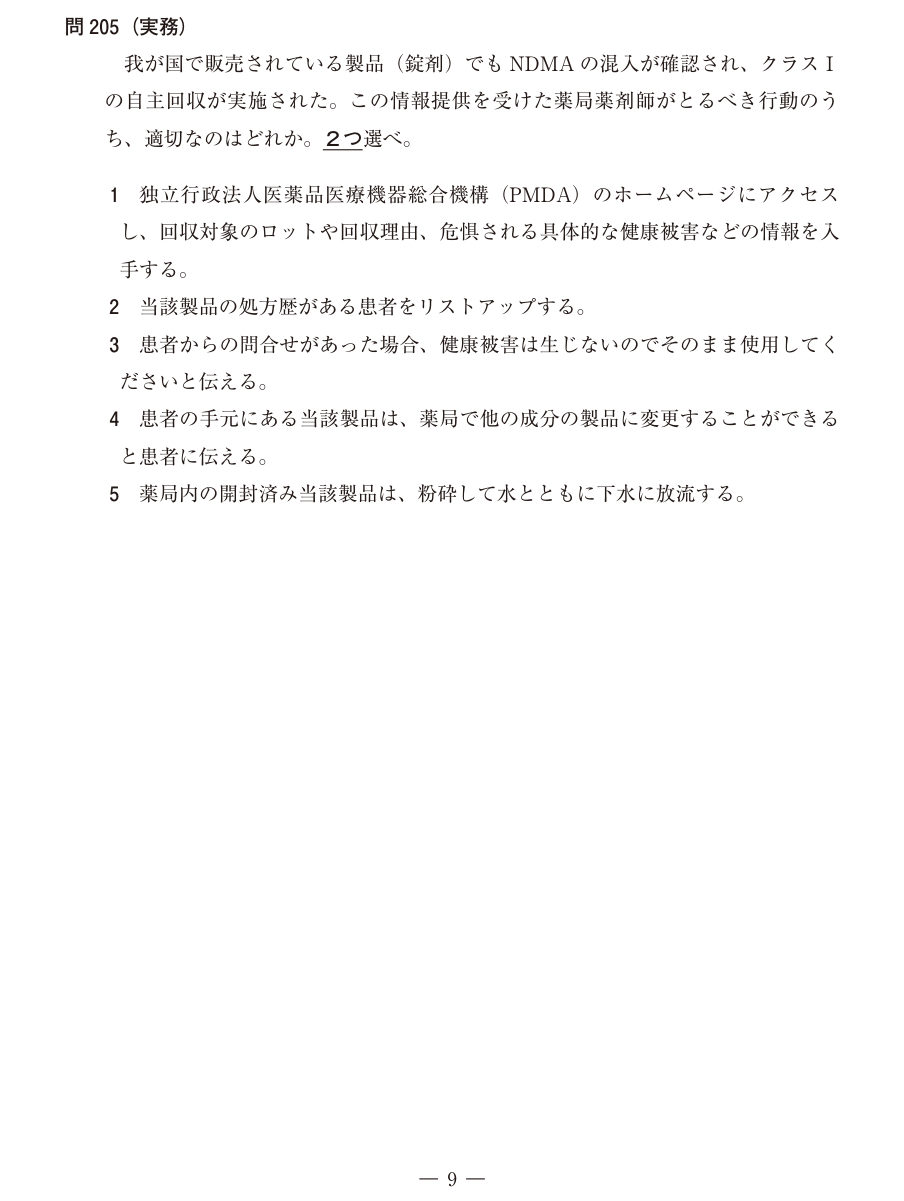 問 205（実務）
我が国で販売されている製品（錠剤）でも NDMA の混入が確認され、クラス I
の自主回収が実施された。この情報提供を受けた薬局薬剤師がとるべき行動のう
ち、適切なのはどれか。２つ選べ。
1 独立行政法人医薬品医療機器総合機構（PMDA）のホームページにアクセス
し、回収対象のロットや回収理由、危惧される具体的な健康被害などの情報を入
手する。
2 当該製品の処方歴がある患者をリストアップする。
3 患者からの問合せがあった場合、健康被害は生じないのでそのまま使用してく
ださいと伝える。
4 患者の手元にある当該製品は、薬局で他の成分の製品に変更することができる
と患者に伝える。
5 薬局内の開封済み当該製品は、粉砕して水とともに下水に放流する。
― 9 ―